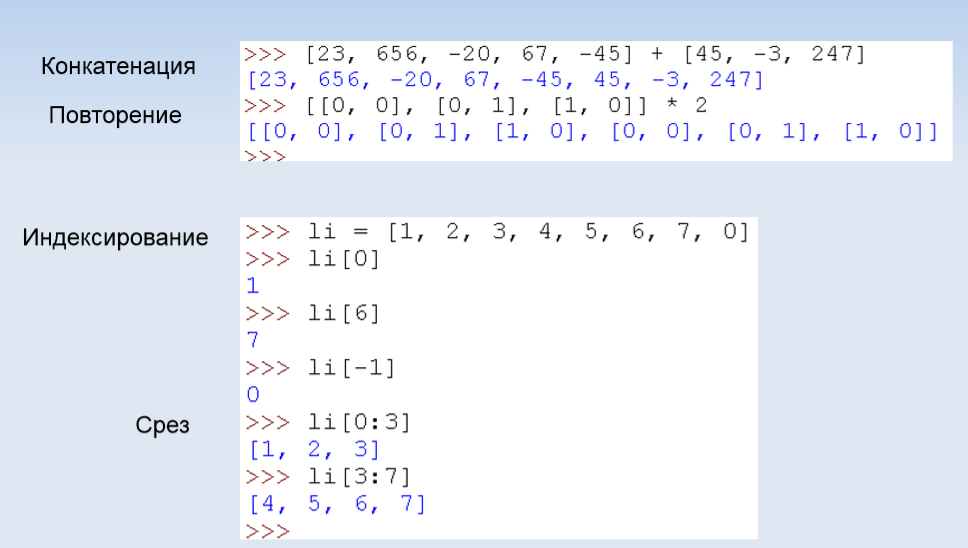 Конкатенация
>>> [23, 656, -20, 67, -45] + [45, -3, 247]
[23, 656, -20, 67, -45, 45, -3, 247]
Повторение
>>> [[0, 0], [0, 1], [1, 0]] * 2
[[0, 0], [0, 1], [1, 0], [0, 0], [0, 1], [1, 0]]
>>>
Индексирование
>>> li = [1, 2, 3, 4, 5, 6, 7, 0]
>>> li[0]
1
>>> li[6]
7
>>> li[-1]
0
Срез
>>> li[0:3]
[1, 2, 3]
>>> li[3:7]
[4, 5, 6, 7]
>>>